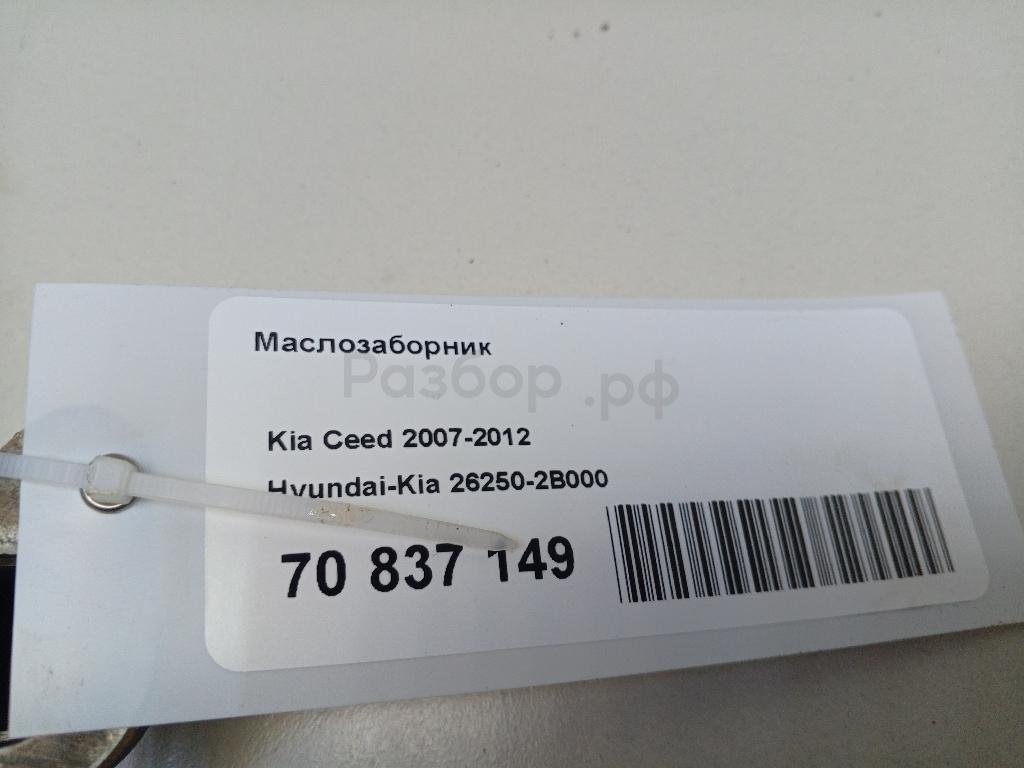 Маслозаборник
Разбор.рф
Kia Ceed 2007-2012
Hyundai-Kia 26250-2B000
70 837 149